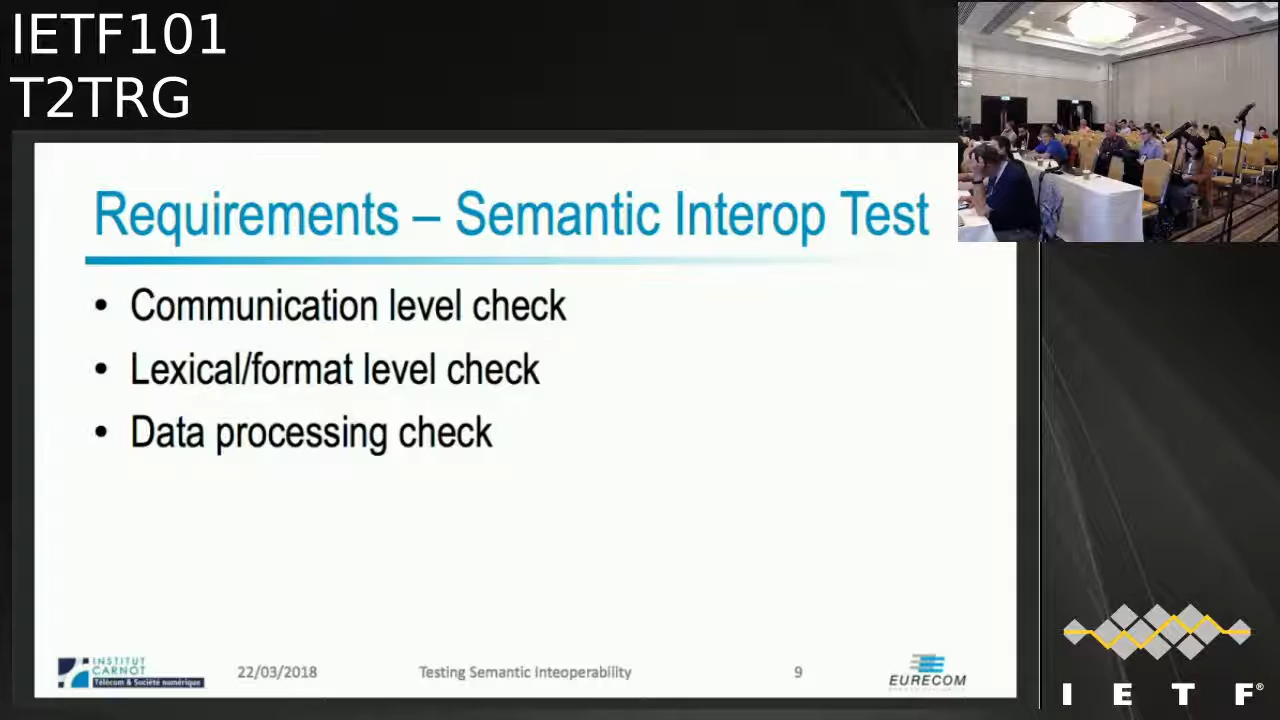 IETF101
T2TRG
Requirements – Semantic Interop Test
• Communication level check
• Lexical/format level check
• Data processing check
INSTITUT
CARNOT
Télécom & Société numérique
22/03/2018
Testing Semantic Inteoperability
9
EURECOM
I E T F®